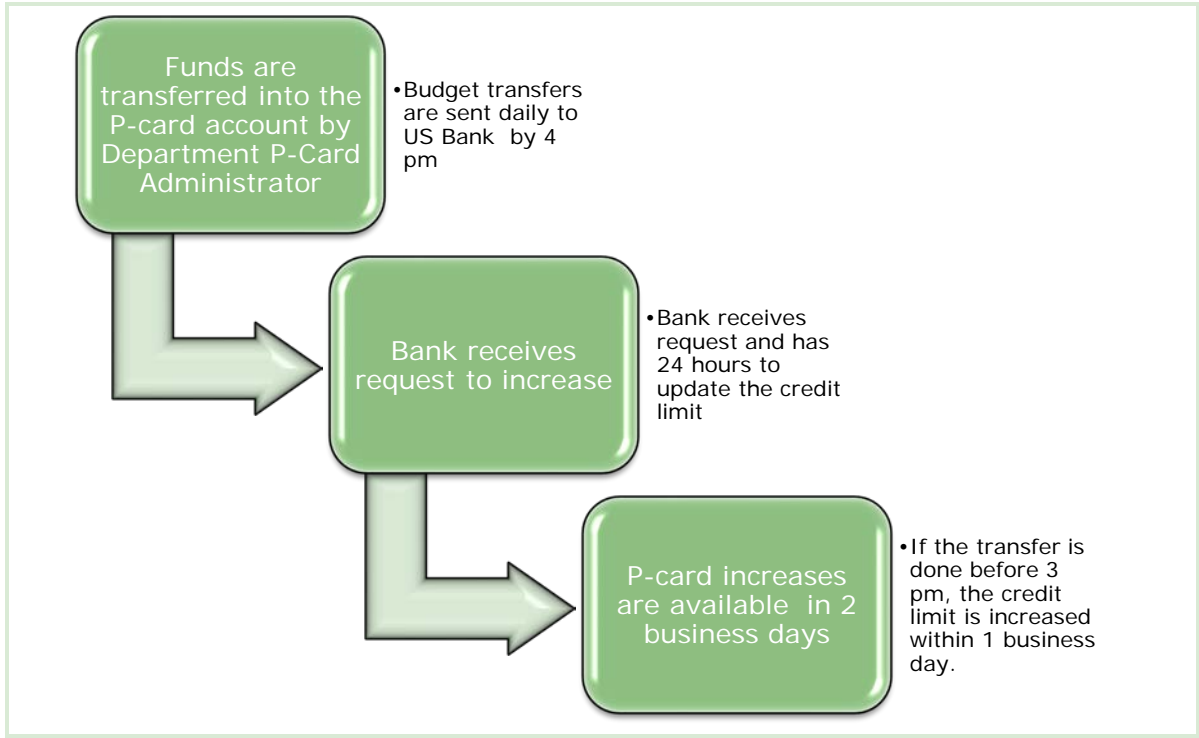 Funds are
transferred into the
P-card account by
Department P-Card
Administrator
•Budget transfers
are sent daily to
US Bank by 4
pm
Bank receives
request to increase
•Bank receives
request and has
24 hours to
update the credit
limit
P-card increases
are available in 2
business days
•If the transfer is
done before 3
pm, the credit
limit is increased
within 1 business
day.